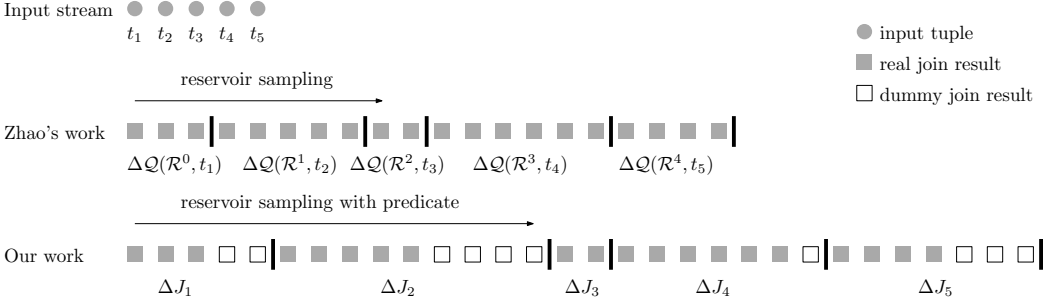 Input stream
t₁ t₂ t₃ t₄ t₅
input tuple
real join result
dummy join result
reservoir sampling
Zhao's work
Δ𝒬(ℛ⁰, t₁) Δ𝒬(ℛ¹, t₂) Δ𝒬(ℛ², t₃) Δ𝒬(ℛ³, t₄) Δ𝒬(ℛ⁴, t₅)
reservoir sampling with predicate
Our work
ΔJ₁ ΔJ₂ ΔJ₃ ΔJ₄ ΔJ₅